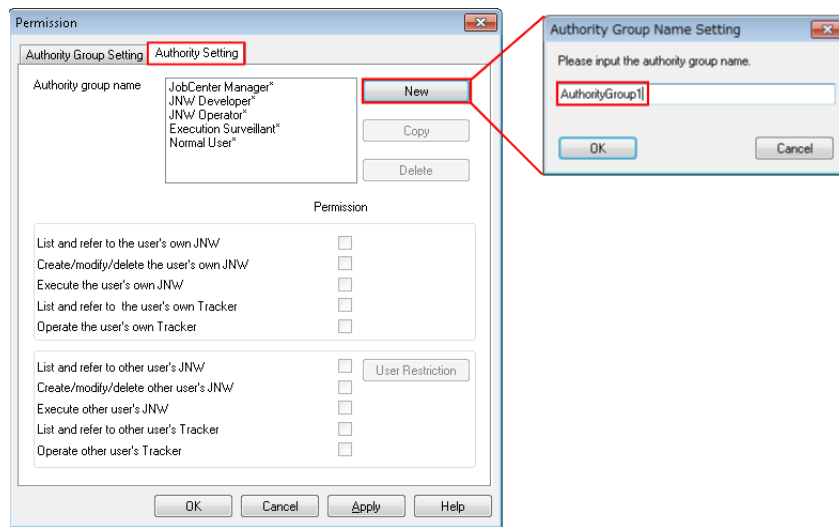 Permission
Authority Group Setting
Authority Setting
Authority group name
JobCenter Manager*
JNW Developer*
JNW Operator*
Execution Surveillant*
Normal User*
New
Copy
Delete
Permission
List and refer to the user's own JNW
Create/modify/delete the user's own JNW
Execute the user's own JNW
List and refer to the user's own Tracker
Operate the user's own Tracker
List and refer to other user's JNW
User Restriction
Create/modify/delete other user's JNW
Execute other user's JNW
List and refer to other user's Tracker
Operate other user's Tracker
OK
Cancel
Apply
Help
Authority Group Name Setting
Please input the authority group name.
AuthorityGroup1
OK
Cancel